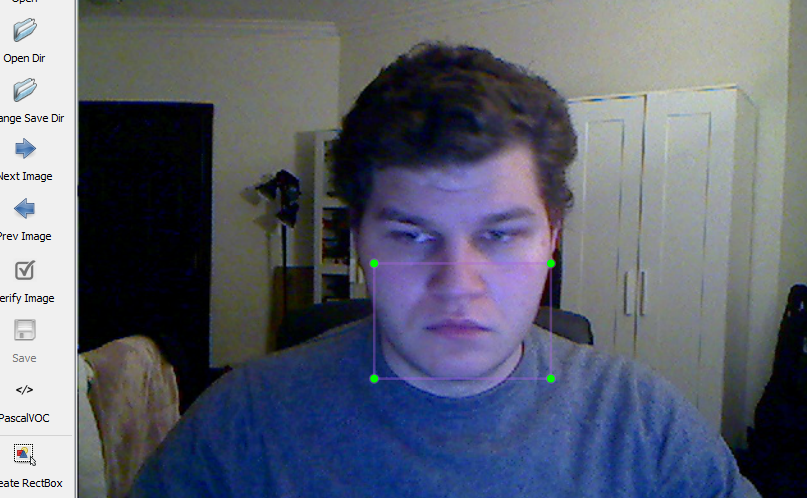 Open
Open Dir
ange Save Dir
Next Image
Prev Image
erify Image
Save
</>
PascalVOC
eate RectBox